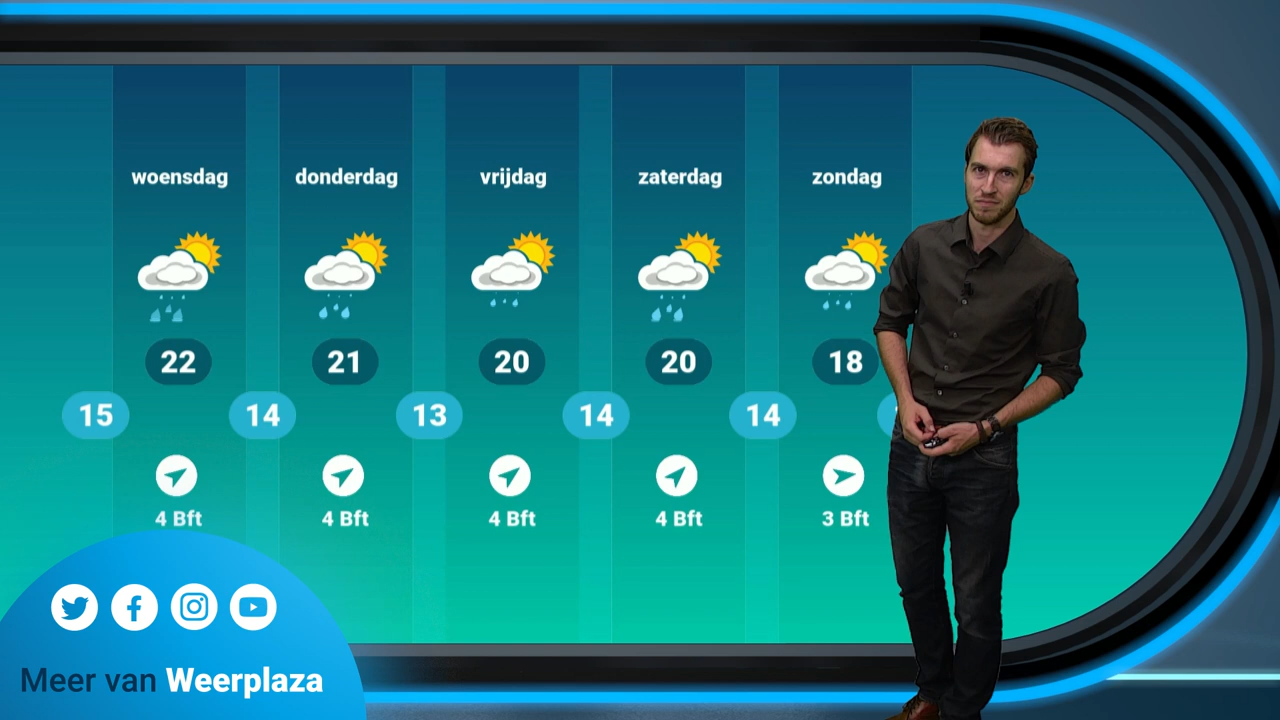 woensdag donderdag vrijdag zaterdag zondag
22 21 20 20 18
15 14 13 14 14
4 Bft 4 Bft 4 Bft 4 Bft 3 Bft
Meer van Weerplaza